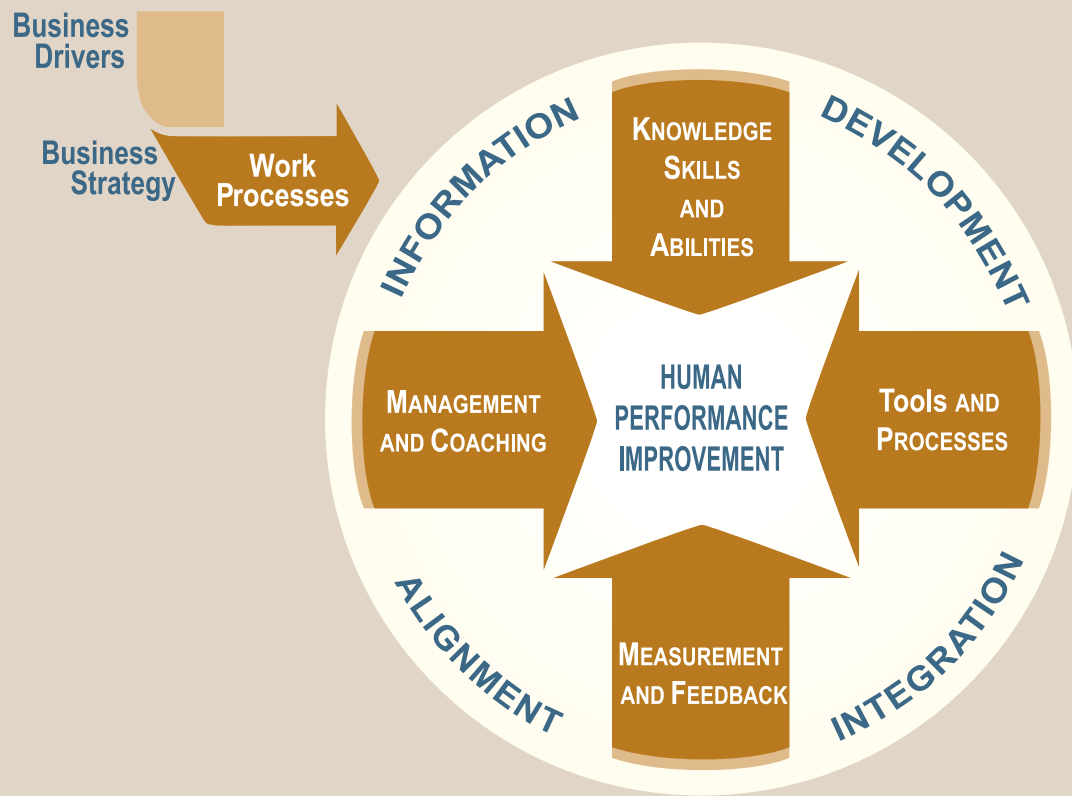 Business
Drivers
Business
Strategy
Work
Processes
INFORMATION
DEVELOPMENT
KNOWLEDGE
SKILLS
AND
ABILITIES
MANAGEMENT
AND COACHING
HUMAN
PERFORMANCE
IMPROVEMENT
Tools AND
PROCESSES
ALIGNMENT
MEASUREMENT
AND FEEDBACK
INTEGRATION